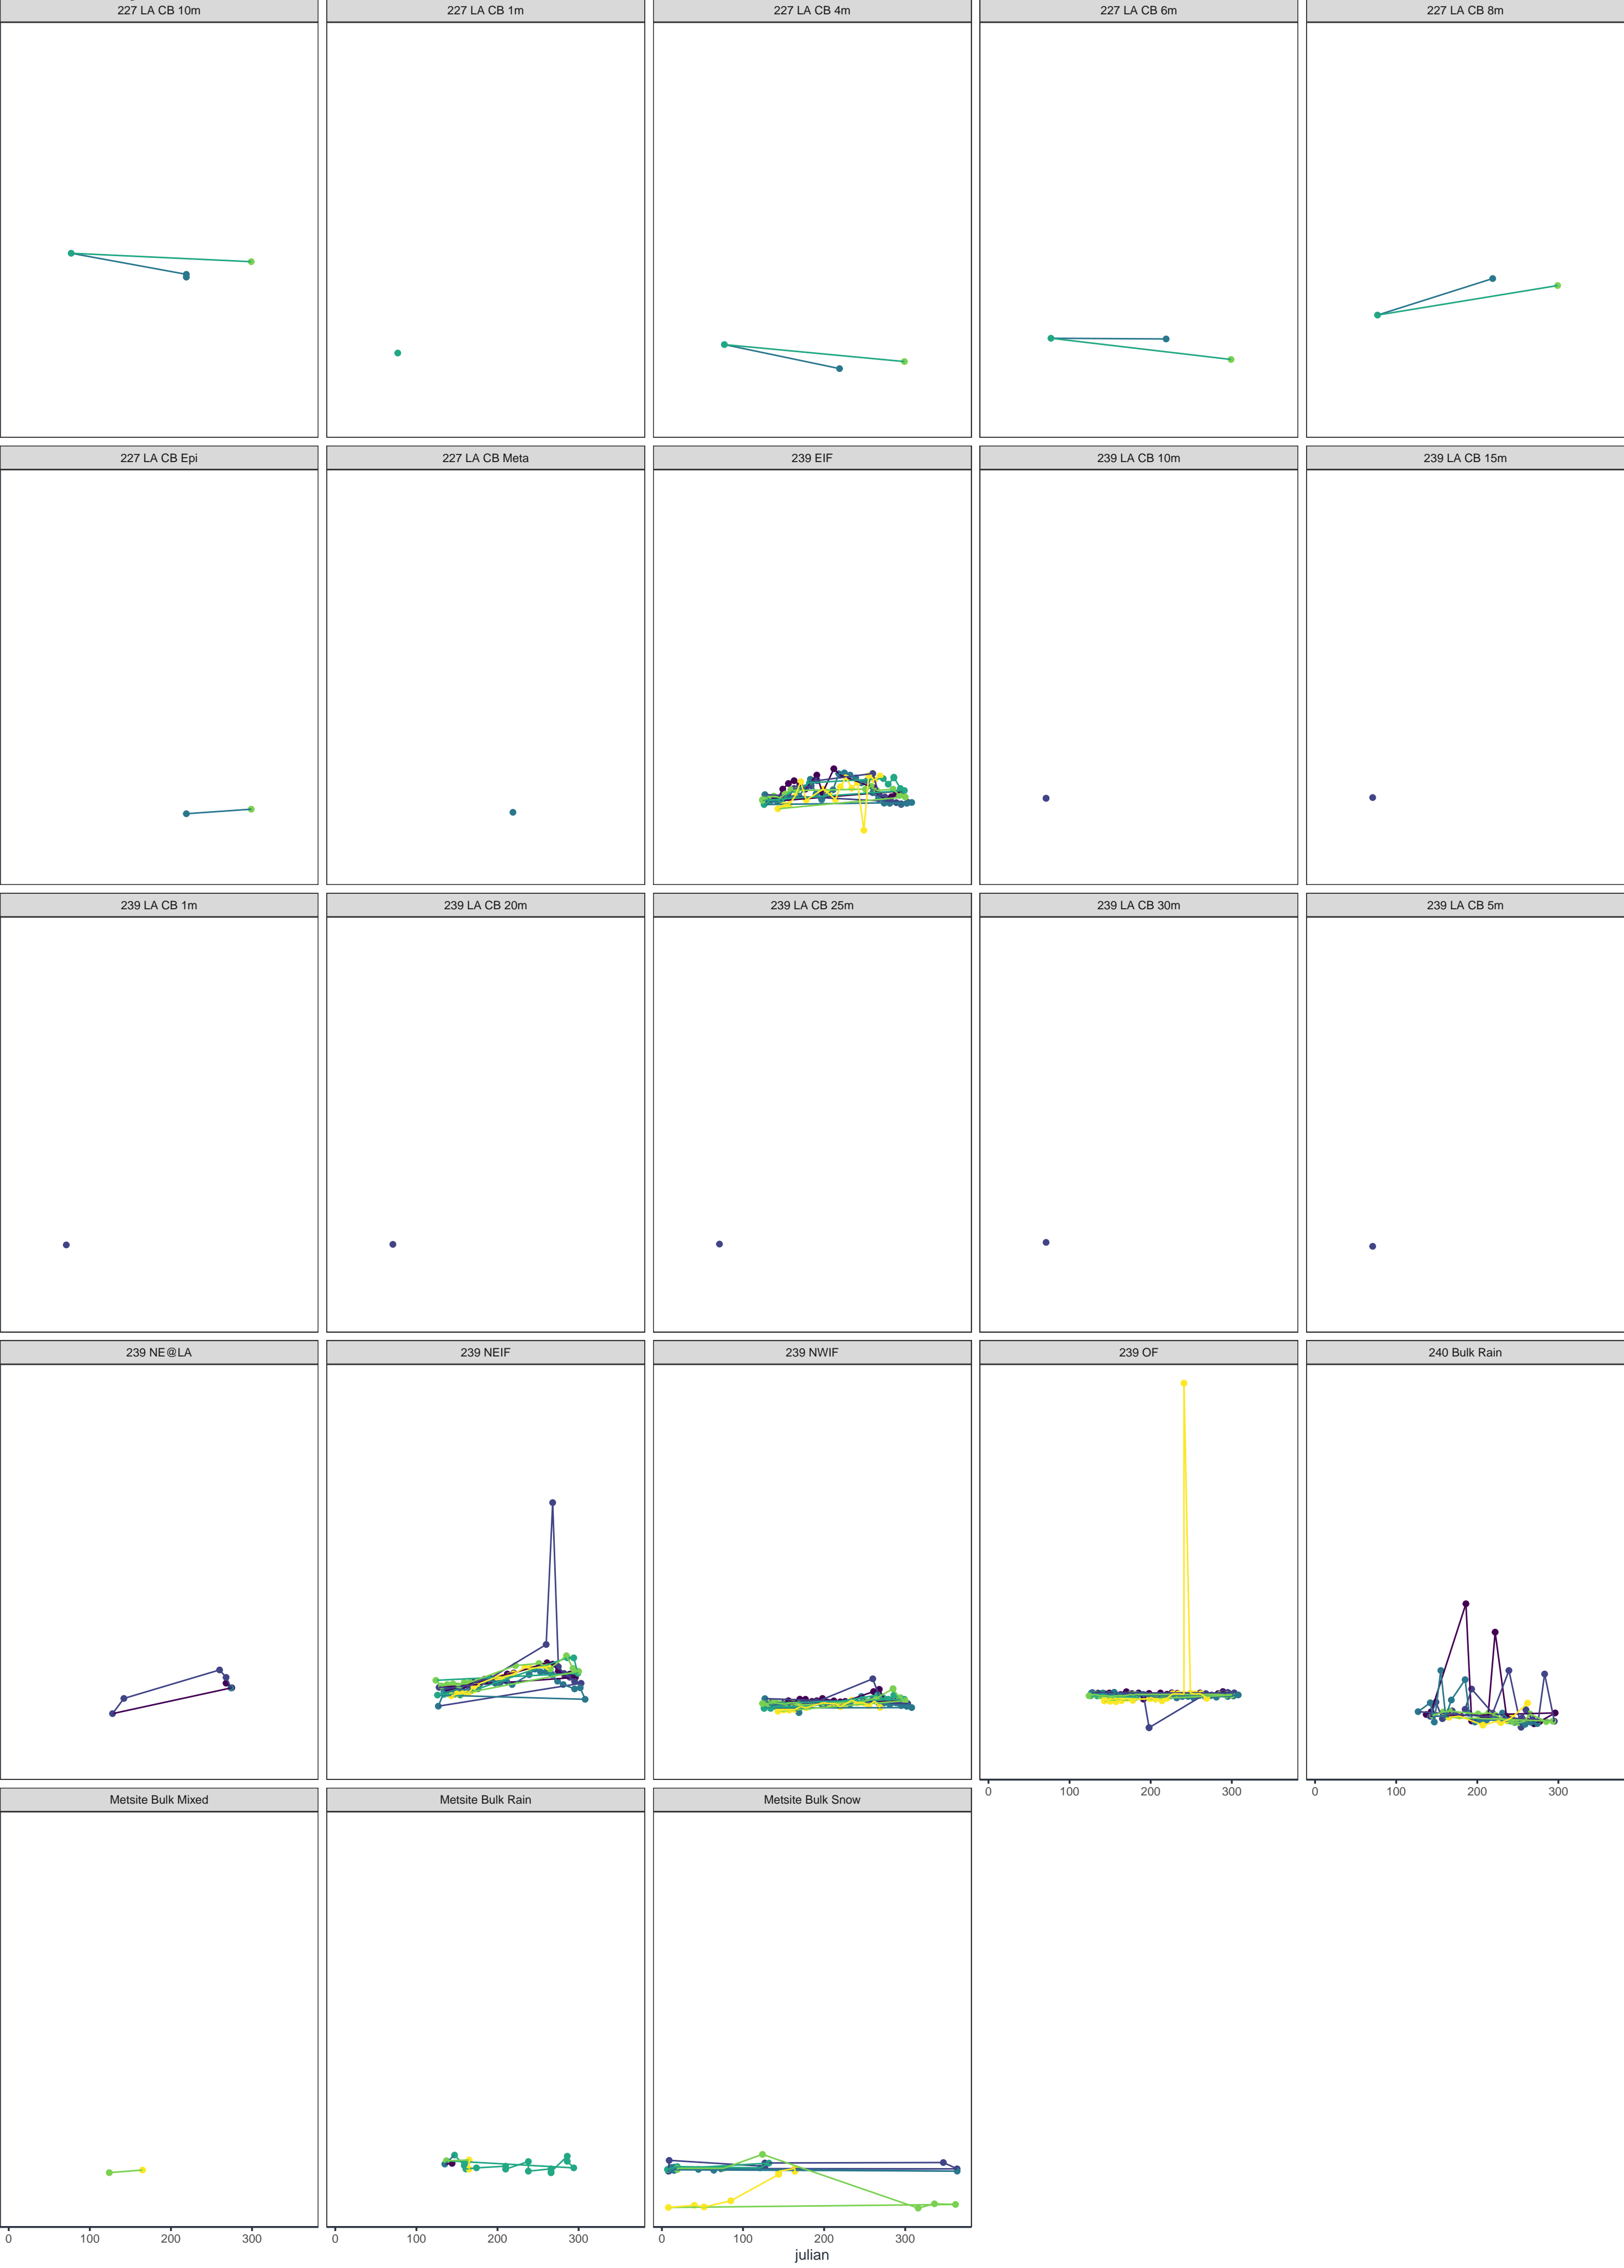 227 LA CB 10m 227 LA CB 1m 227 LA CB 4m 227 LA CB 6m 227 LA CB 8m
227 LA CB Epi 227 LA CB Meta 239 EIF 239 LA CB 10m 239 LA CB 15m
239 LA CB 1m 239 LA CB 20m 239 LA CB 25m 239 LA CB 30m 239 LA CB 5m
239 NE@LA 239 NEIF 239 NWIF 239 OF 240 Bulk Rain
0 100 200 300 0 100 200 300
Metsite Bulk Mixed Metsite Bulk Rain Metsite Bulk Snow
0 100 200 300 0 100 200 300 0 100 200 300
julian